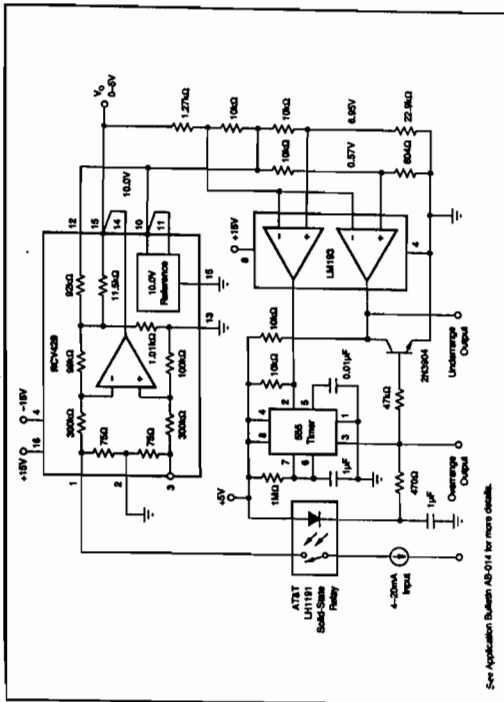 −15V
+15V
4
16
RCV420
1
2
3
300kΩ
99kΩ
92kΩ
12
11.5kΩ
15
14
75Ω
75Ω
1.01kΩ
300kΩ
100kΩ
13
10.0V
Reference
10
11
15
10.0V
V_O
0–5V
1.27kΩ
10kΩ
10kΩ
10kΩ
6.95V
0.57V
22.9kΩ
604Ω
+15V
8
LM193
4
+5V
10kΩ
10kΩ
1MΩ
4
8
7
6
2
5
1
3
555
Timer
0.01µF
1µF
AT&T
LH1191
Solid-State
Relay
470Ω
47kΩ
2N3904
1µF
4–20mA
Input
Overrange
Output
Underrange
Output
See Application Bulletin AB-014 for more details.